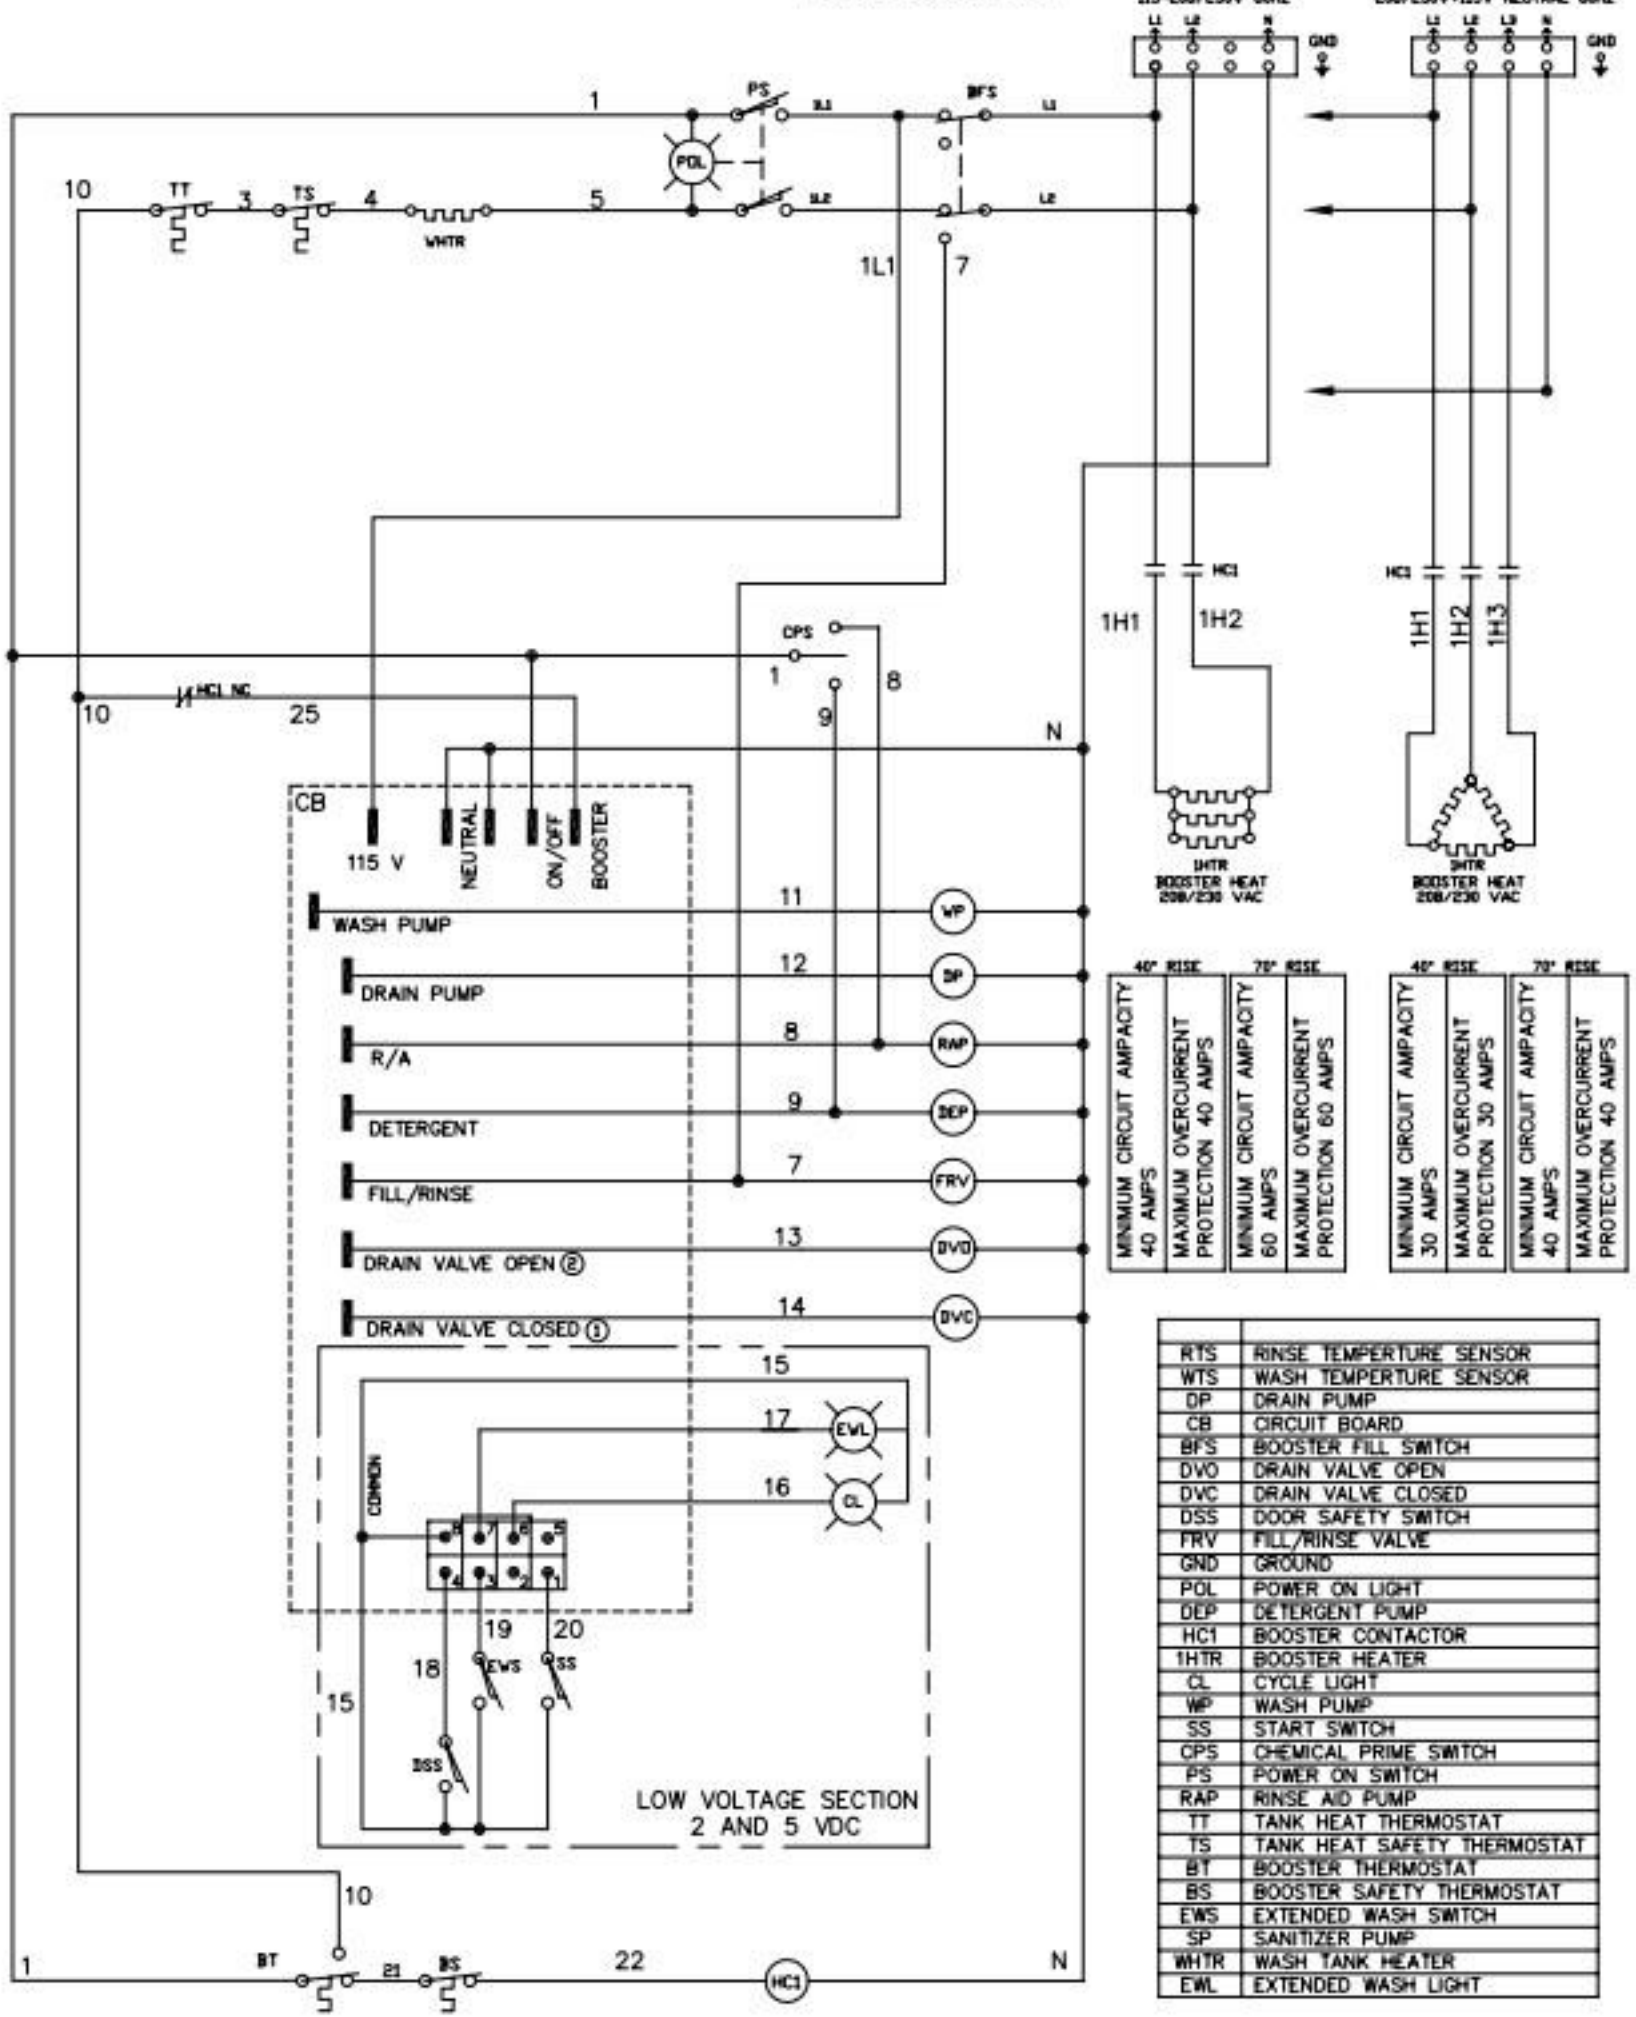 L1 L2 N
GND
L1 L2 L3 N
GND
1
PS
1L1
BFS
L1
POL
10
TT
3
TS
4
WHTR
5
1L2
L2
1L1
7
HC1
HC1
1H1
1H2
1H1
1H2
1H3
CPS
1
8
9
HC1 NC
10
25
N
CB
115 V
NEUTRAL
ON/OFF
BOOSTER
1HTR
BOOSTER HEAT
208/230 VAC
1HTR
BOOSTER HEAT
208/230 VAC
11
WP
WASH PUMP
12
DP
DRAIN PUMP
8
RAP
R/A
9
DEP
DETERGENT
7
FRV
FILL/RINSE
13
DVO
DRAIN VALVE OPEN 2
14
DVC
DRAIN VALVE CLOSED 1
40° RISE
70° RISE
MINIMUM CIRCUIT AMPACITY
40 AMPS
MAXIMUM OVERCURRENT
PROTECTION 40 AMPS
MINIMUM CIRCUIT AMPACITY
60 AMPS
MAXIMUM OVERCURRENT
PROTECTION 60 AMPS
40° RISE
70° RISE
MINIMUM CIRCUIT AMPACITY
30 AMPS
MAXIMUM OVERCURRENT
PROTECTION 30 AMPS
MINIMUM CIRCUIT AMPACITY
40 AMPS
MAXIMUM OVERCURRENT
PROTECTION 40 AMPS
15
17
EWL
16
CL
COMMON
8 7 6 5
4 3 2 1
19
20
18
EWS
SS
15
DSS
LOW VOLTAGE SECTION
2 AND 5 VDC
10
1
BT
21
BS
22
HC1
N
RTS RINSE TEMPERTURE SENSOR
WTS WASH TEMPERTURE SENSOR
DP DRAIN PUMP
CB CIRCUIT BOARD
BFS BOOSTER FILL SWITCH
DVO DRAIN VALVE OPEN
DVC DRAIN VALVE CLOSED
DSS DOOR SAFETY SWITCH
FRV FILL/RINSE VALVE
GND GROUND
POL POWER ON LIGHT
DEP DETERGENT PUMP
HC1 BOOSTER CONTACTOR
1HTR BOOSTER HEATER
CL CYCLE LIGHT
WP WASH PUMP
SS START SWITCH
CPS CHEMICAL PRIME SWITCH
PS POWER ON SWITCH
RAP RINSE AID PUMP
TT TANK HEAT THERMOSTAT
TS TANK HEAT SAFETY THERMOSTAT
BT BOOSTER THERMOSTAT
BS BOOSTER SAFETY THERMOSTAT
EWS EXTENDED WASH SWITCH
SP SANITIZER PUMP
WHTR WASH TANK HEATER
EWL EXTENDED WASH LIGHT